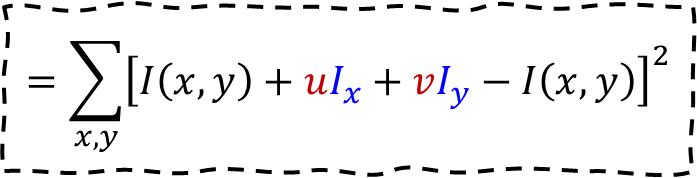 = ∑_{x,y} [I(x, y) + uI_x + vI_y − I(x, y)]^2